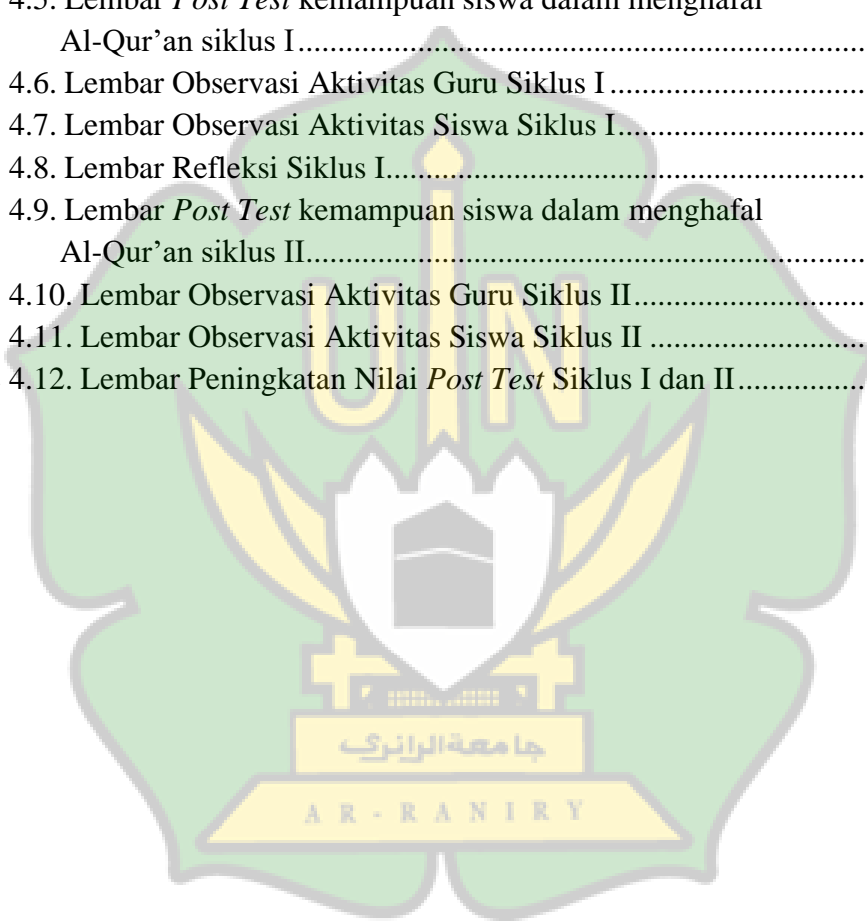 4.5. Lembar Post Test kemampuan siswa dalam menghafal
Al-Qur’an siklus I..........................................................................
4.6. Lembar Observasi Aktivitas Guru Siklus I ................................
4.7. Lembar Observasi Aktivitas Siswa Siklus I..............................
4.8. Lembar Refleksi Siklus I............................................................
4.9. Lembar Post Test kemampuan siswa dalam menghafal
Al-Qur’an siklus II........................................................................
4.10. Lembar Observasi Aktivitas Guru Siklus II.............................
4.11. Lembar Observasi Aktivitas Siswa Siklus II ...........................
4.12. Lembar Peningkatan Nilai Post Test Siklus I dan II................
UIN
جامعة الرانري
AR-RANIRY